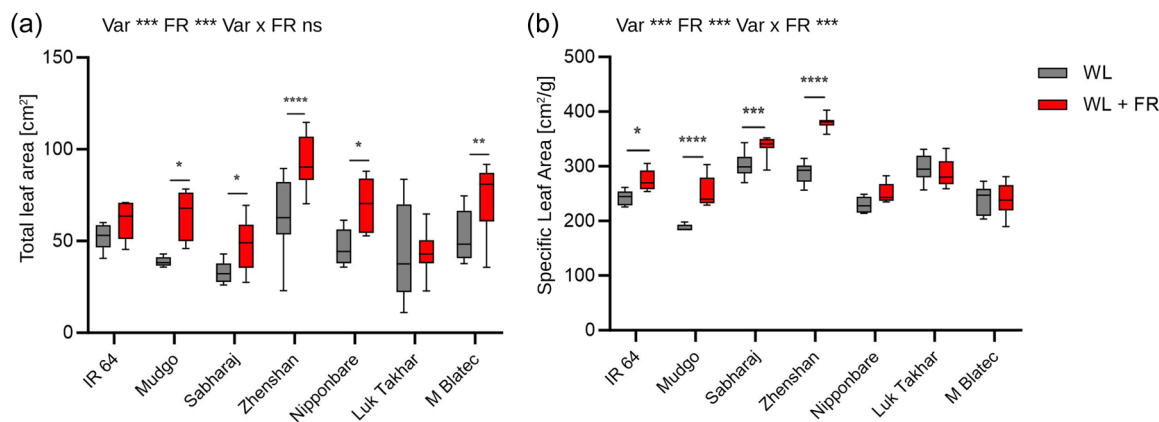 (a)
Var *** FR *** Var x FR ns
Total leaf area [cm²]
150
100
50
0
*
*
****
*
**
IR 64
Mudgo
Sabharaj
Zhenshan
Nipponbare
Luk Takhar
M Blatec
(b)
Var *** FR *** Var x FR ***
Specific Leaf Area [cm²/g]
500
400
300
200
100
0
*
****
***
****
IR 64
Mudgo
Sabharaj
Zhenshan
Nipponbare
Luk Takhar
M Blatec
WL
WL + FR